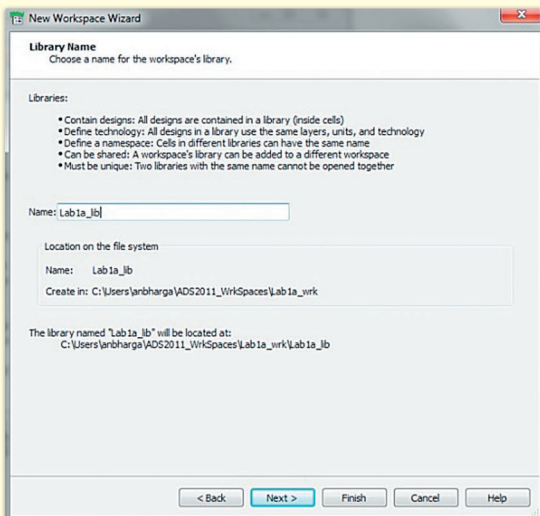 New Workspace Wizard
Library Name
Choose a name for the workspace's library.
Libraries:
• Contain designs: All designs are contained in a library (inside cells)
• Define technology: All designs in a library use the same layers, units, and technology
• Define a namespace: Cells in different libraries can have the same name
• Can be shared: A workspace's library can be added to a different workspace
• Must be unique: Two libraries with the same name cannot be opened together
Name: Lab1a_lib
Location on the file system
Name: Lab1a_lib
Create in: C:\Users\anbharga\ADS2011_WrkSpaces\Lab1a_wrk
The library named "Lab1a_lib" will be located at:
C:\Users\anbharga\ADS2011_WrkSpaces\Lab1a_wrk\Lab1a_lib
< Back Next > Finish Cancel Help